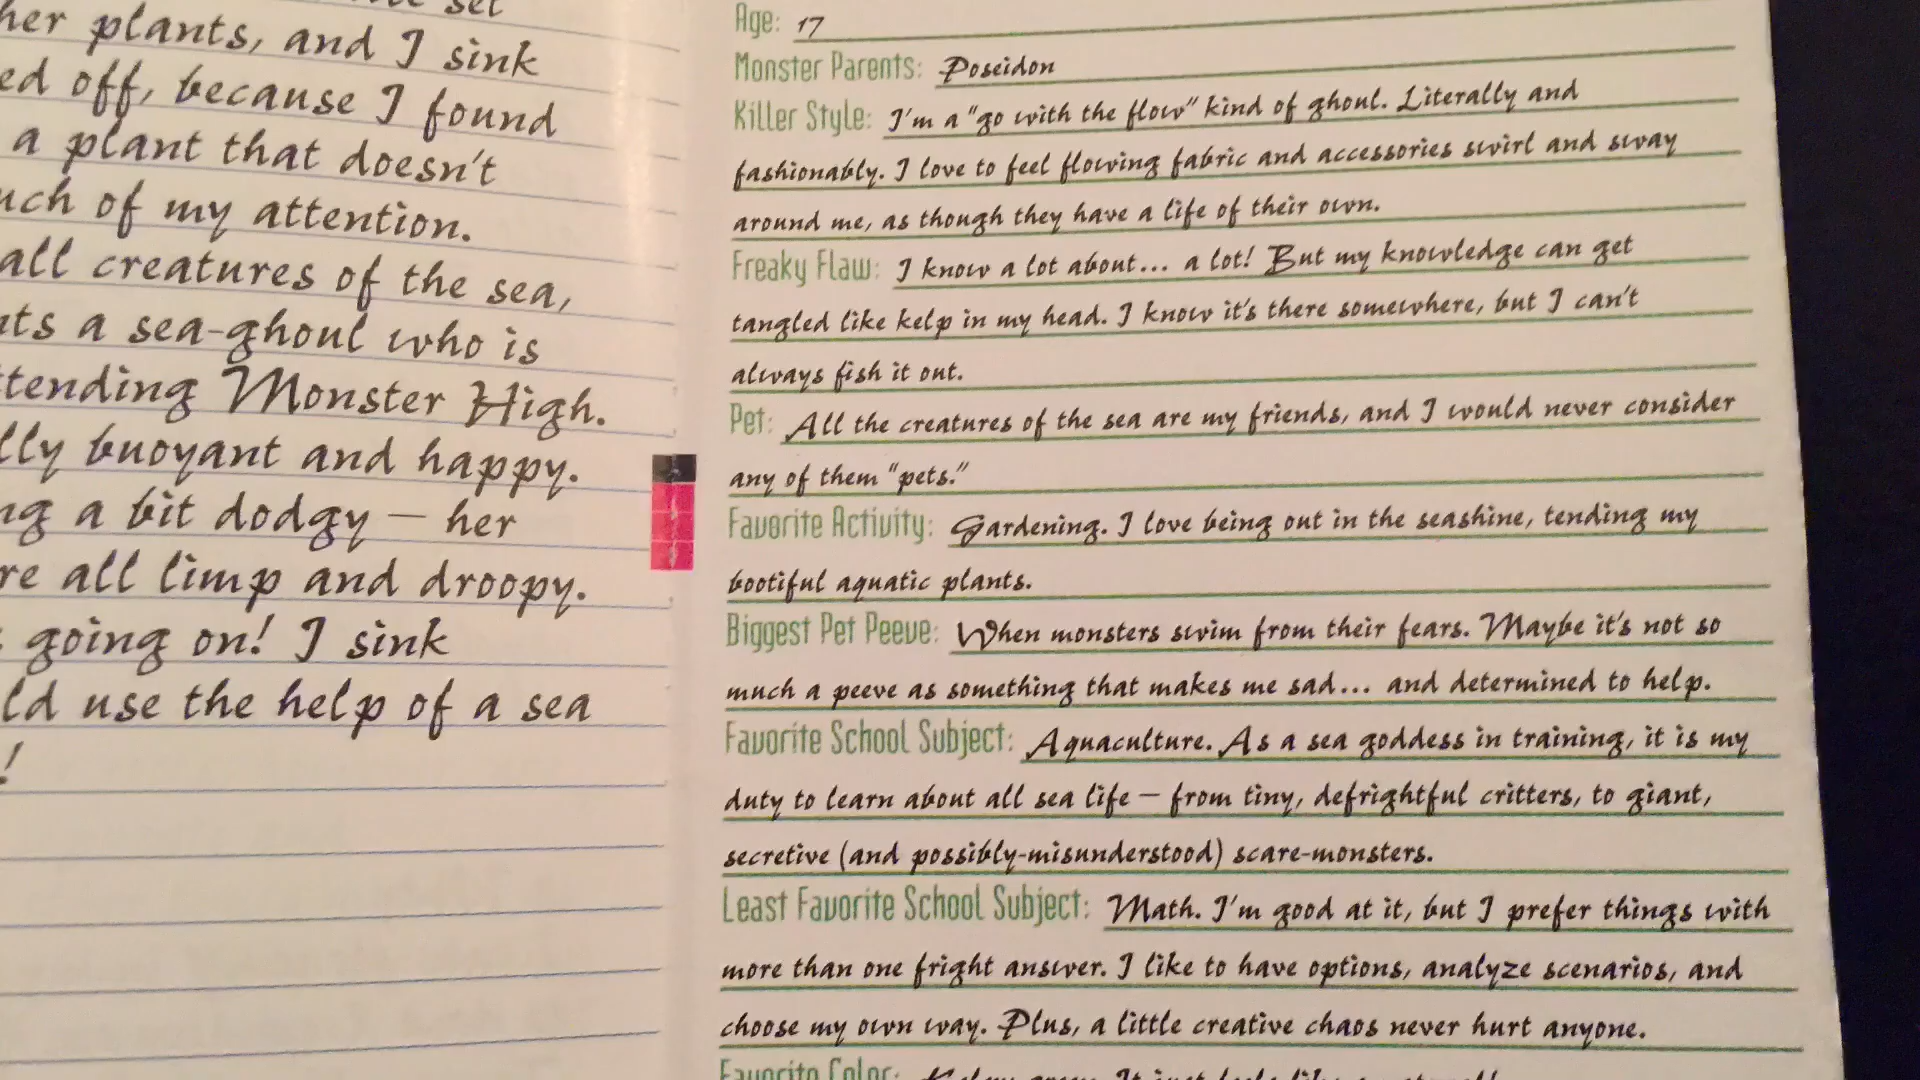 her plants, and I sink
ed off, because I found
a plant that doesn't
uch of my attention.
all creatures of the sea,
nts a sea-ghoul who is
ttending Monster High.
lly buoyant and happy.
ng a bit dodgy – her
re all limp and droopy.
going on! I sink
ld use the help of a sea
!
Age: 17
Monster Parents: Poseidon
Killer Style: I'm a "go with the flow" kind of ghoul. Literally and
fashionably. I love to feel flowing fabric and accessories swirl and sway
around me, as though they have a life of their own.
Freaky Flaw: I know a lot about... a lot! But my knowledge can get
tangled like kelp in my head. I know it's there somewhere, but I can't
always fish it out.
Pet: All the creatures of the sea are my friends, and I would never consider
any of them "pets."
Favorite Activity: Gardening. I love being out in the seashine, tending my
bootiful aquatic plants.
Biggest Pet Peeve: When monsters swim from their fears. Maybe it's not so
much a peeve as something that makes me sad... and determined to help.
Favorite School Subject: Aquaculture. As a sea goddess in training, it is my
duty to learn about all sea life – from tiny, defrightful critters, to giant,
secretive (and possibly-misunderstood) scare-monsters.
Least Favorite School Subject: Math. I'm good at it, but I prefer things with
more than one fright answer. I like to have options, analyze scenarios, and
choose my own way. Plus, a little creative chaos never hurt anyone.
Favorite Color: